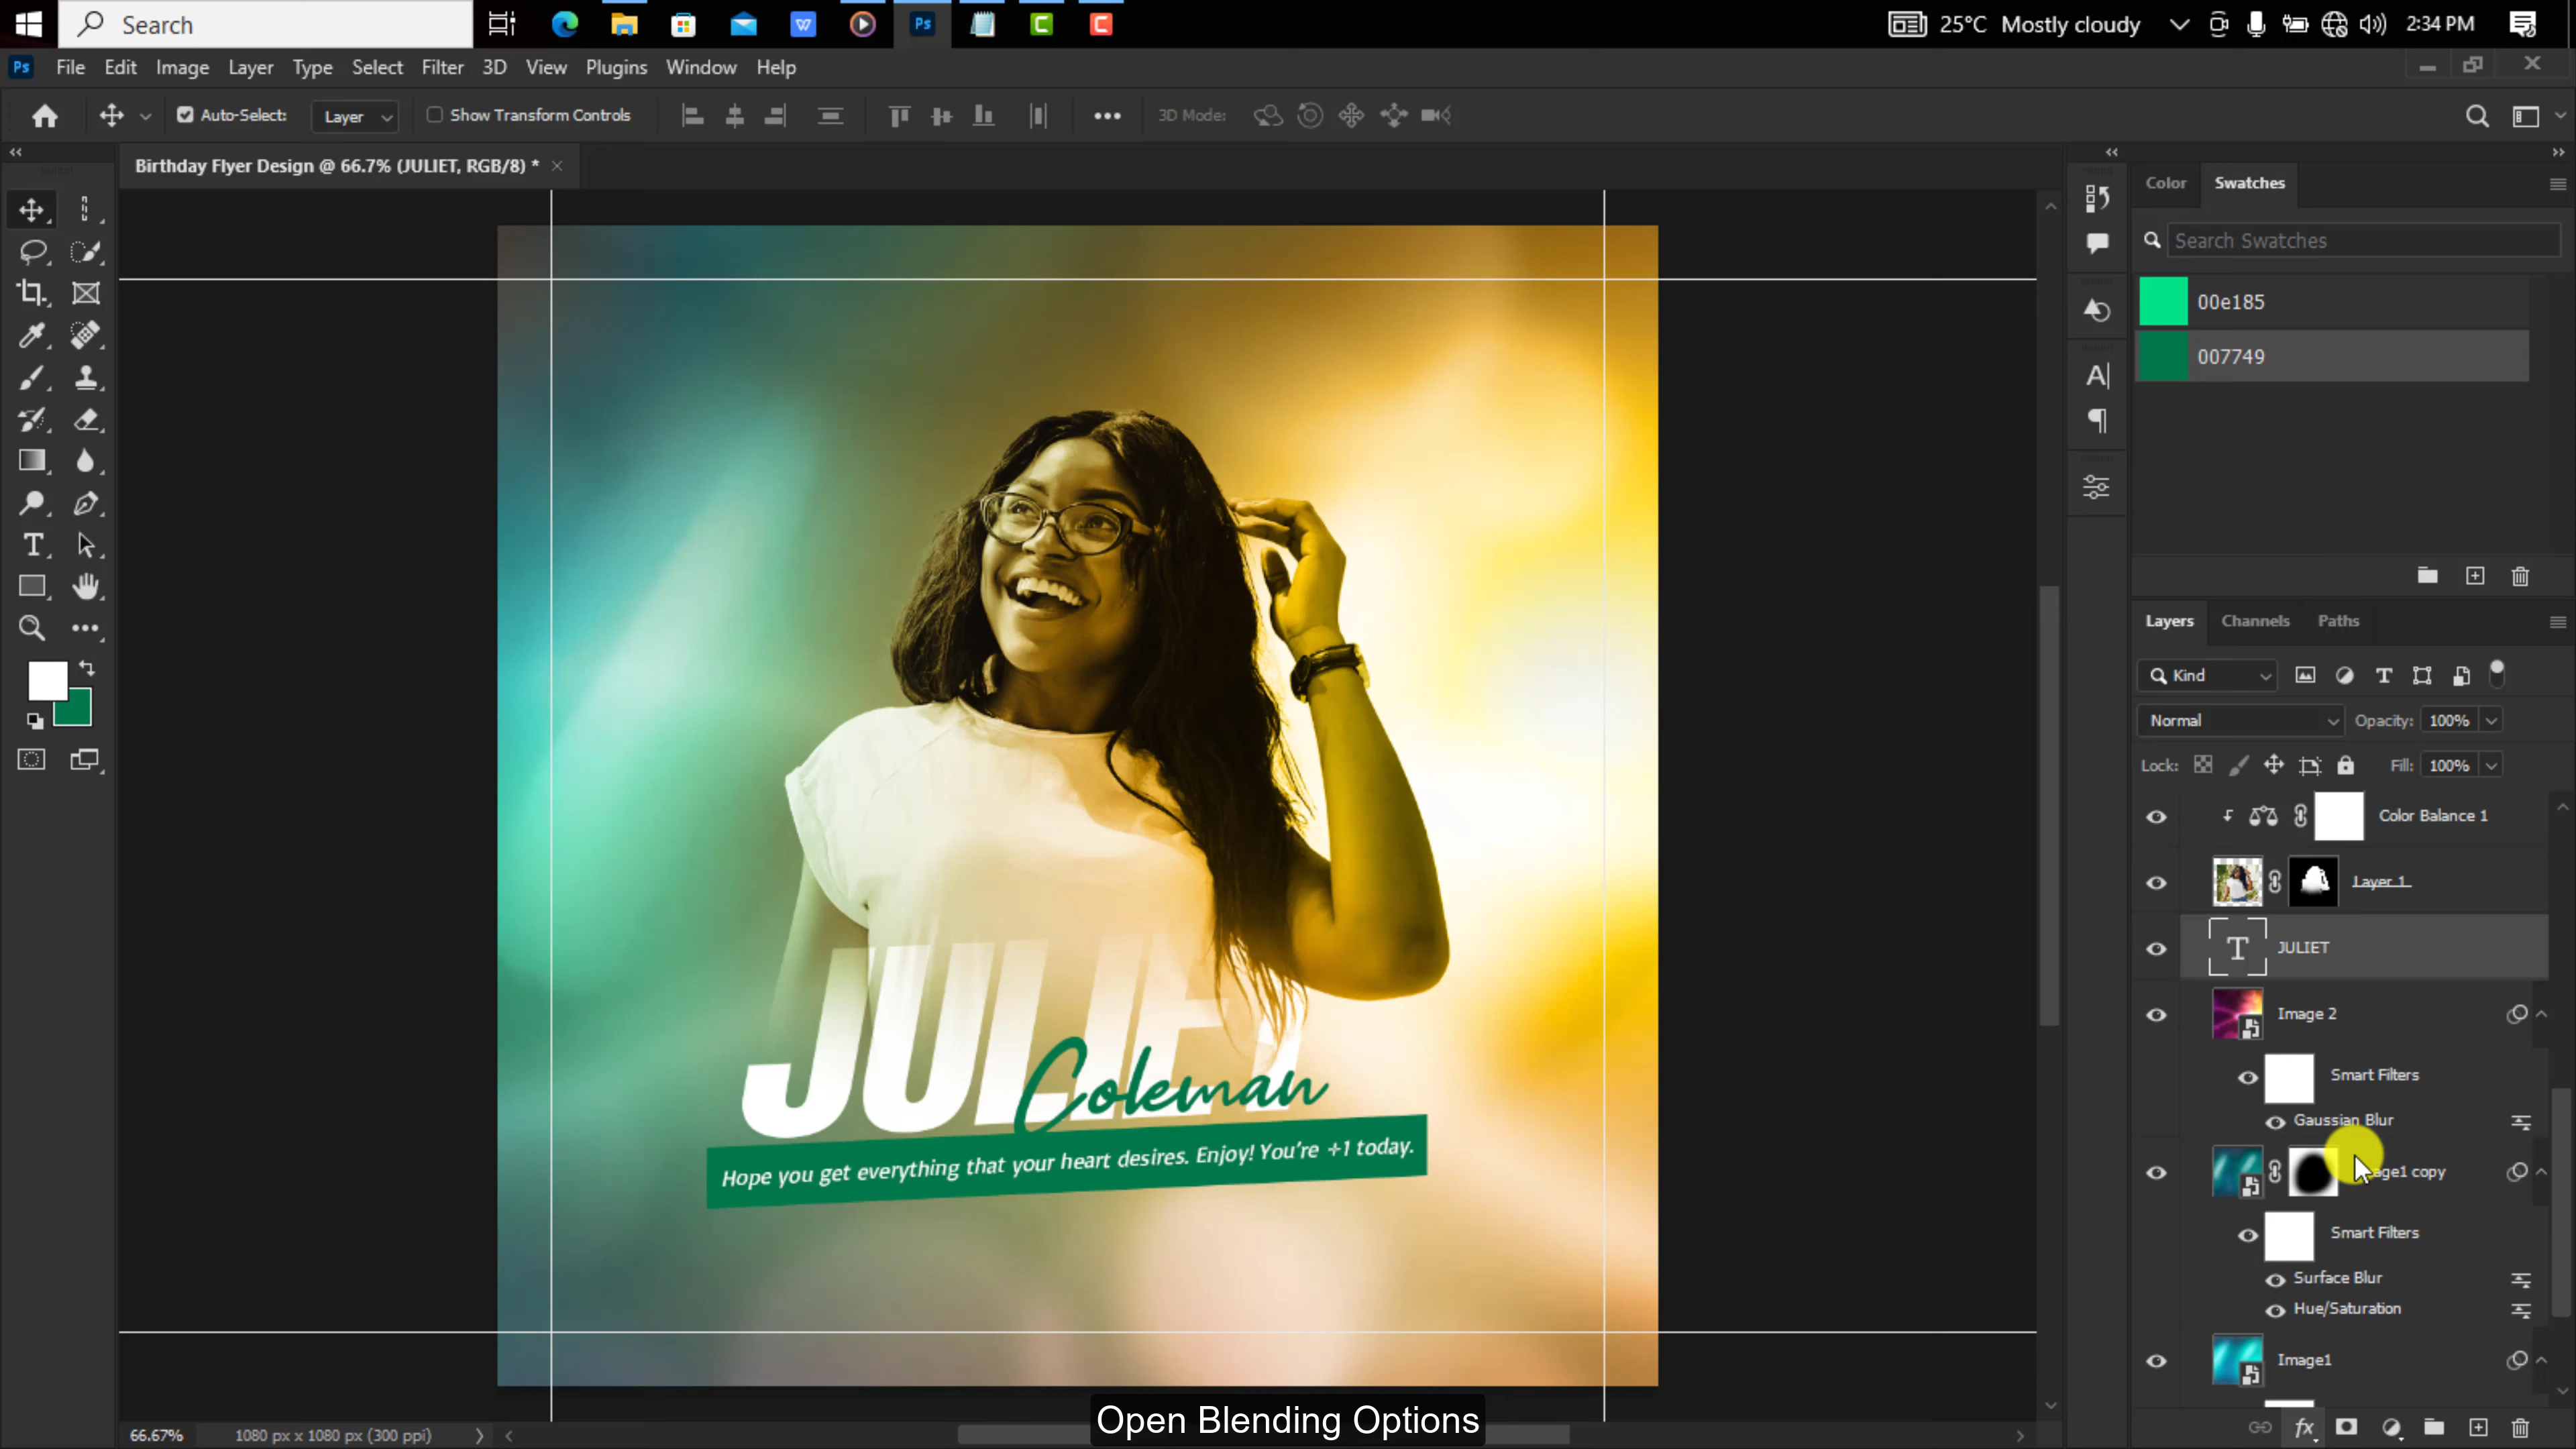 Search
25°C Mostly cloudy
2:34 PM
Ps File Edit Image Layer Type Select Filter 3D View Plugins Window Help
Auto-Select: Layer Show Transform Controls 3D Mode:
Birthday Flyer Design @ 66.7% (JULIET, RGB/8) *
Color Swatches
Search Swatches
00e185
007749
Layers Channels Paths
Kind
Normal Opacity: 100%
Lock: Fill: 100%
Color Balance 1
Layer 1
JULIET
Image 2
Smart Filters
Gaussian Blur
age1 copy
Smart Filters
Surface Blur
Hue/Saturation
Image1
JULIET
Coleman
Hope you get everything that your heart desires. Enjoy! You're +1 today.
66.67% 1080 px x 1080 px (300 ppi)
Open Blending Options
fx